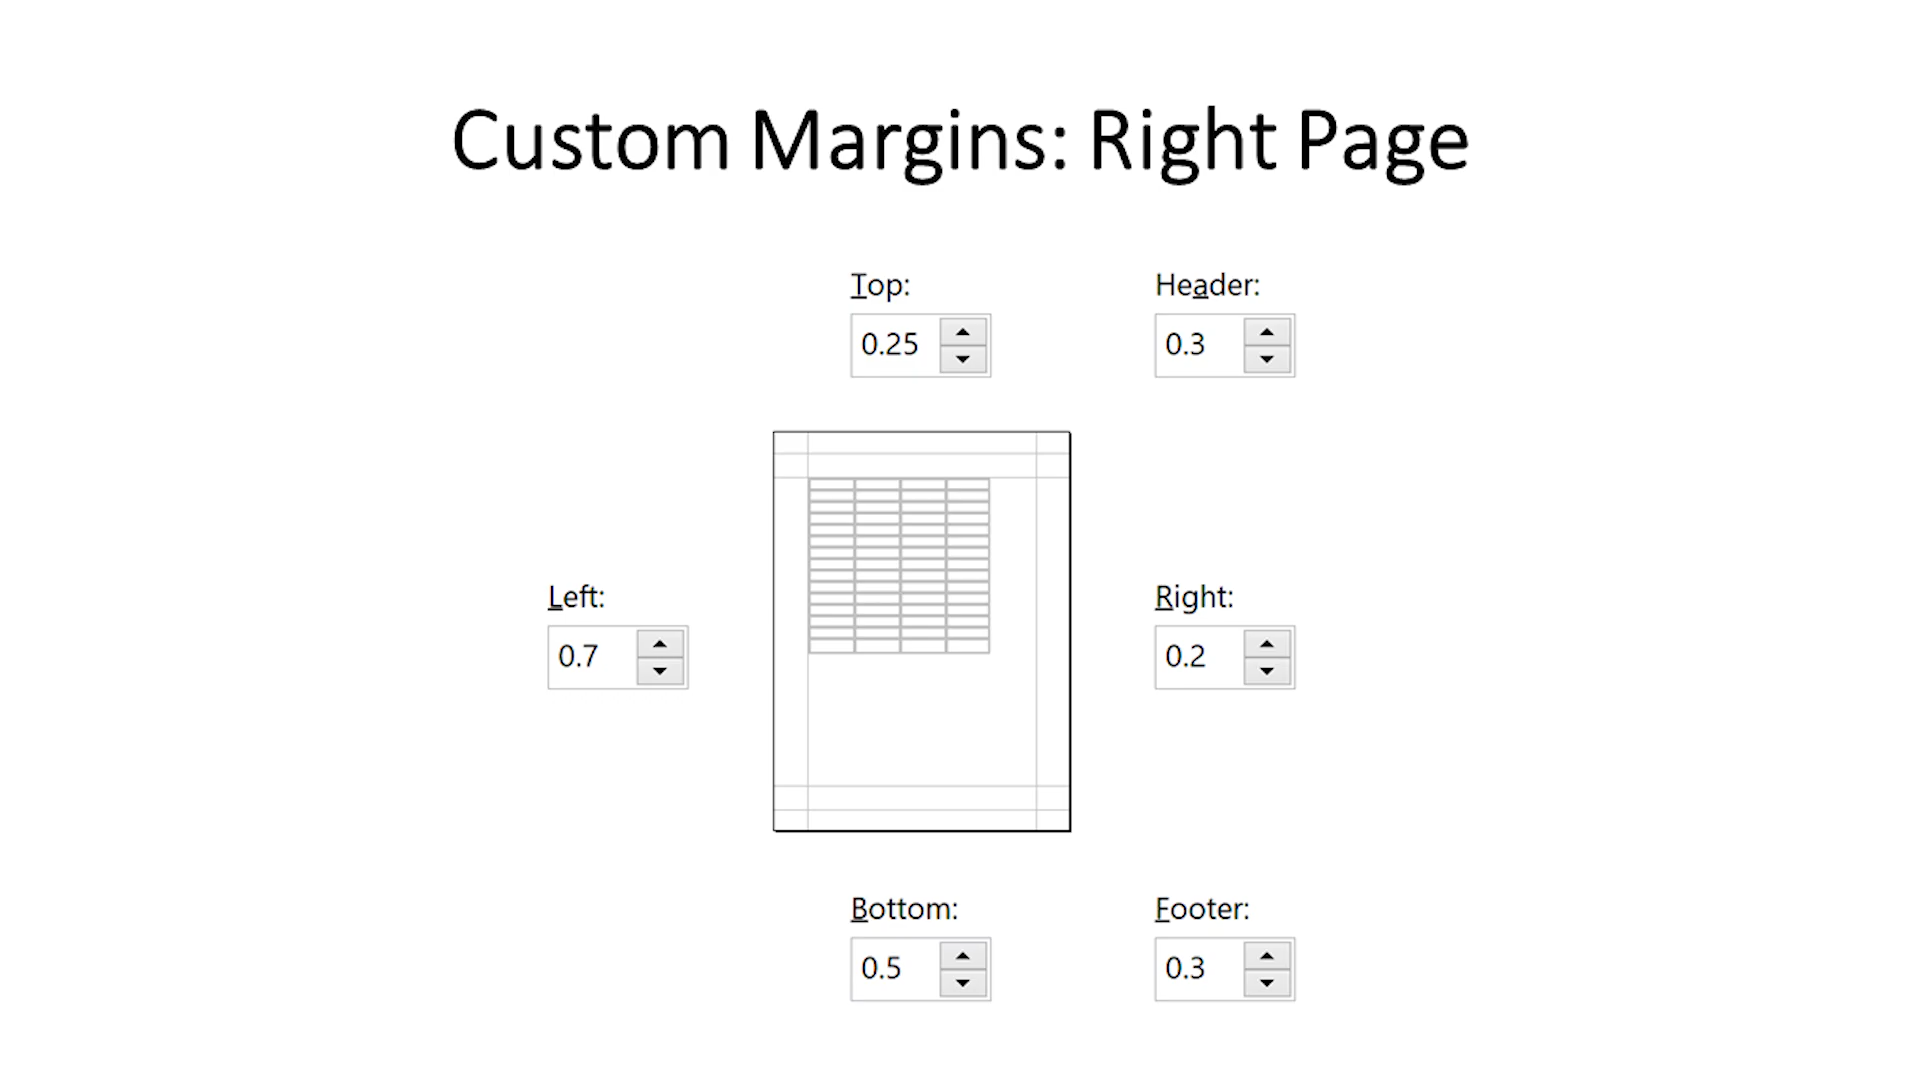 Custom Margins: Right Page
Top: Header:
0.25 0.3
Left: Right:
0.7 0.2
Bottom: Footer:
0.5 0.3